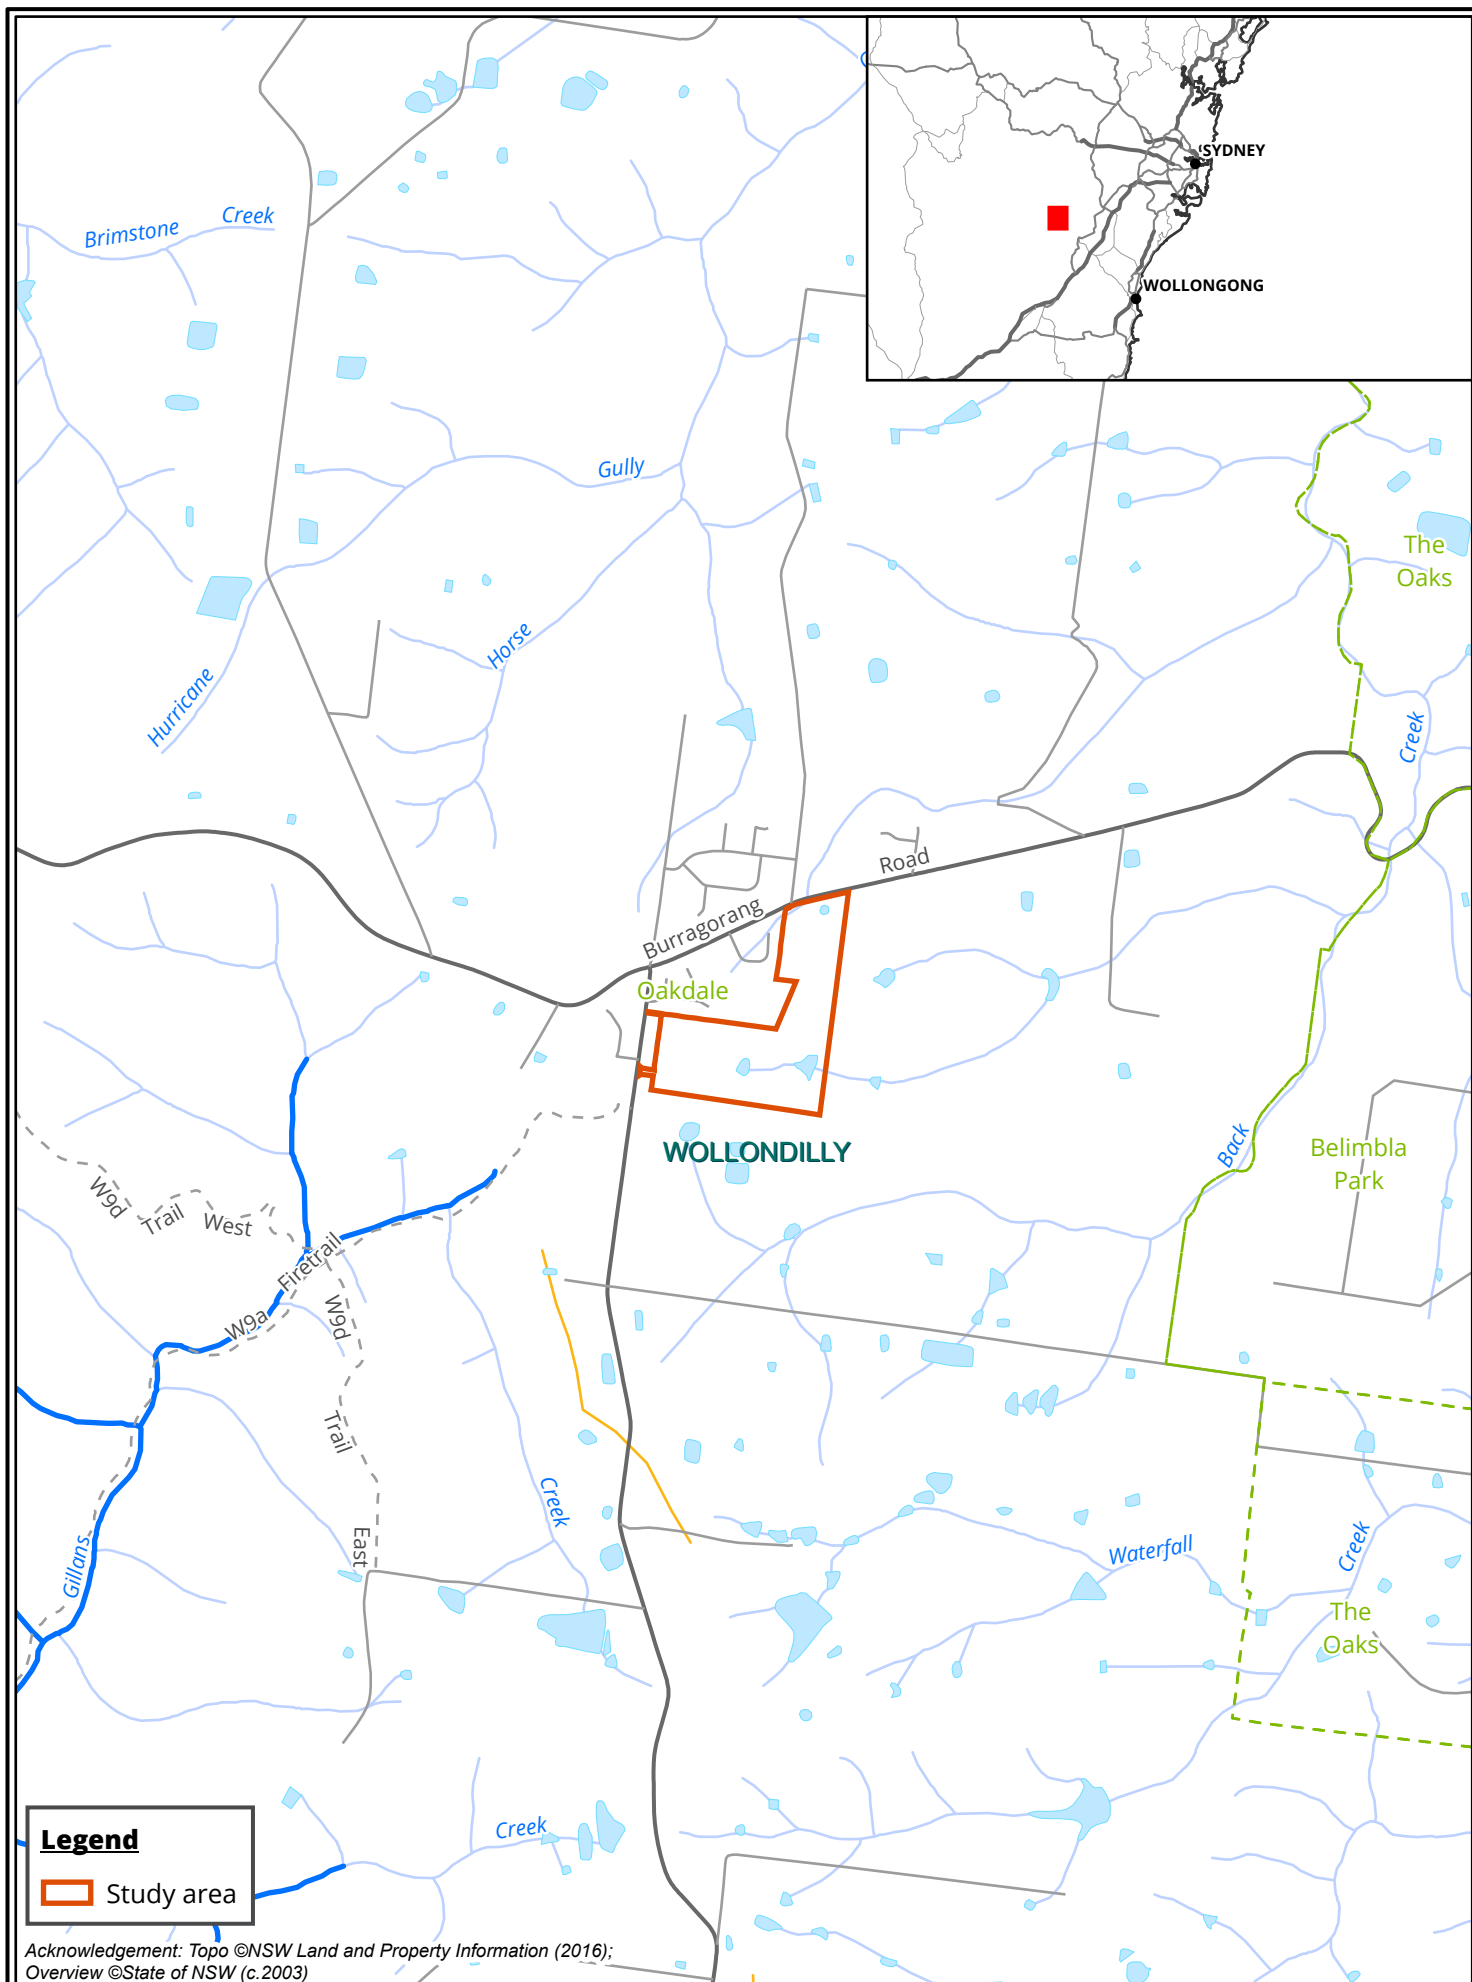 SYDNEY
WOLLONGONG
Brimstone
Creek
Gully
The
Oaks
Horse
Hurricane
Creek
Road
Burragorang
Oakdale
WOLLONDILLY
Back
Belimbla
Park
W9d
Trail
West
Firetrail
W9a
W9d
Trail
East
Creek
Gillans
Waterfall
Creek
The
Oaks
Creek
Legend
Study area
Acknowledgement: Topo ©NSW Land and Property Information (2016);
Overview ©State of NSW (c.2003)